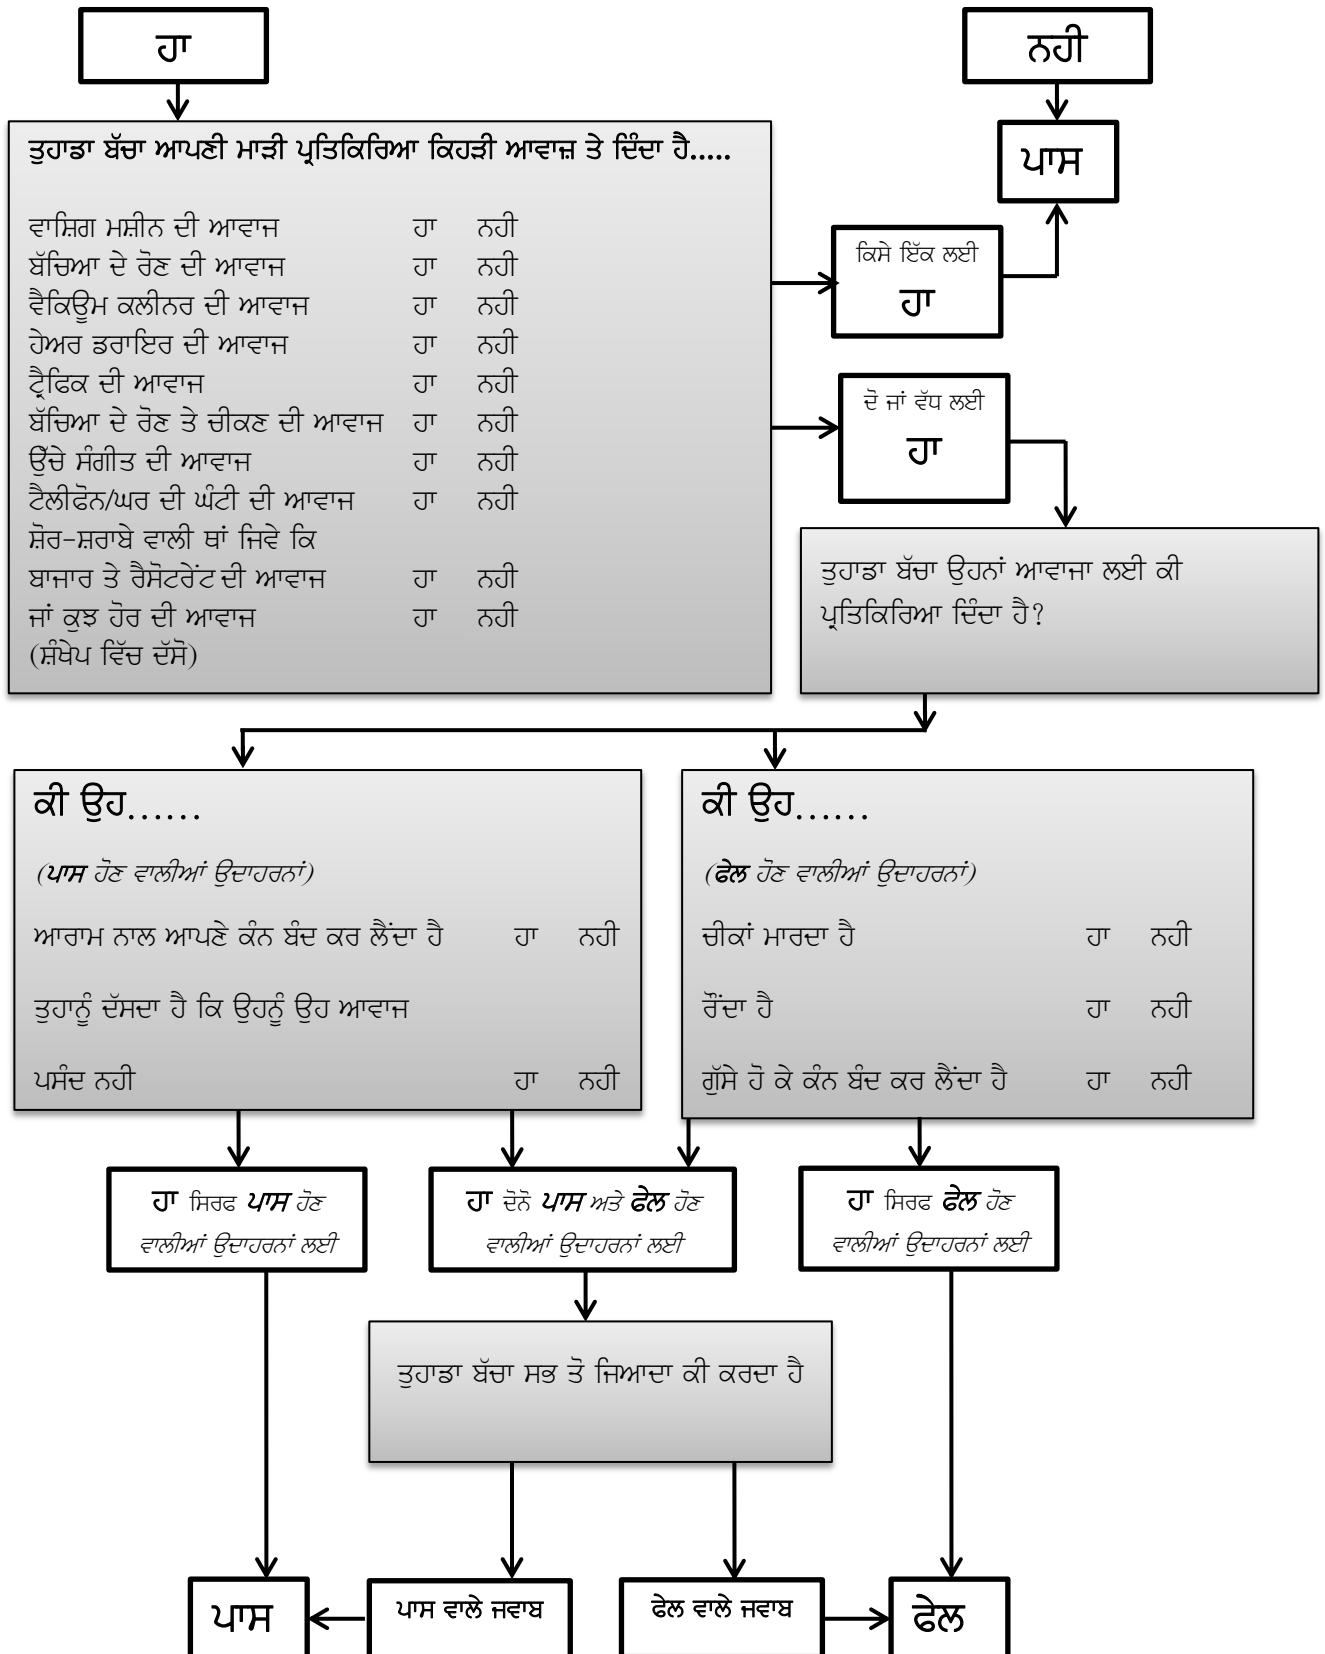 ਹਾ
ਨਹੀ
ਤੁਹਾਡਾ ਬੱਚਾ ਆਪਣੀ ਮਾੜੀ ਪ੍ਰਤਿਕਿਰਿਆ ਕਿਹੜੀ ਆਵਾਜ਼ ਤੇ ਦਿੰਦਾ ਹੈ.....
ਪਾਸ
ਵਾਸ਼ਿਗ ਮਸ਼ੀਨ ਦੀ ਆਵਾਜ ਹਾ ਨਹੀ
ਬੱਚਿਆ ਦੇ ਰੋਣ ਦੀ ਆਵਾਜ ਹਾ ਨਹੀ
ਵੈਕਿਊਮ ਕਲੀਨਰ ਦੀ ਆਵਾਜ ਹਾ ਨਹੀ
ਹੇਅਰ ਡਰਾਇਰ ਦੀ ਆਵਾਜ ਹਾ ਨਹੀ
ਟ੍ਰੈਫਿਕ ਦੀ ਆਵਾਜ ਹਾ ਨਹੀ
ਬੱਚਿਆ ਦੇ ਰੋਣ ਤੇ ਚੀਕਣ ਦੀ ਆਵਾਜ ਹਾ ਨਹੀ
ਉੱਚੇ ਸੰਗੀਤ ਦੀ ਆਵਾਜ ਹਾ ਨਹੀ
ਟੈਲੀਫੋਨ/ਘਰ ਦੀ ਘੰਟੀ ਦੀ ਆਵਾਜ ਹਾ ਨਹੀ
ਸ਼ੋਰ-ਸ਼ਰਾਬੇ ਵਾਲੀ ਥਾਂ ਜਿਵੇ ਕਿ
ਬਾਜਾਰ ਤੇ ਰੈਸੋਟਰੇਂਟ ਦੀ ਆਵਾਜ ਹਾ ਨਹੀ
ਜਾਂ ਕੁਝ ਹੋਰ ਦੀ ਆਵਾਜ ਹਾ ਨਹੀ
(ਸ਼ੰਖੇਪ ਵਿੱਚ ਦੱਸੋ)
ਕਿਸੇ ਇੱਕ ਲਈ
ਹਾ
ਦੋ ਜਾਂ ਵੱਧ ਲਈ
ਹਾ
ਤੁਹਾਡਾ ਬੱਚਾ ਉਹਨਾਂ ਆਵਾਜਾ ਲਈ ਕੀ
ਪ੍ਰਤਿਕਿਰਿਆ ਦਿੰਦਾ ਹੈ?
ਕੀ ਉਹ......
(ਪਾਸ ਹੋਣ ਵਾਲੀਆਂ ਉਦਾਹਰਨਾਂ)
ਆਰਾਮ ਨਾਲ ਆਪਣੇ ਕੰਨ ਬੰਦ ਕਰ ਲੈਂਦਾ ਹੈ ਹਾ ਨਹੀ
ਤੁਹਾਨੂੰ ਦੱਸਦਾ ਹੈ ਕਿ ਉਹਨੂੰ ਉਹ ਆਵਾਜ
ਪਸੰਦ ਨਹੀ ਹਾ ਨਹੀ
ਕੀ ਉਹ......
(ਫੇਲ ਹੋਣ ਵਾਲੀਆਂ ਉਦਾਹਰਨਾਂ)
ਚੀਕਾਂ ਮਾਰਦਾ ਹੈ ਹਾ ਨਹੀ
ਰੌਂਦਾ ਹੈ ਹਾ ਨਹੀ
ਗੁੱਸੇ ਹੋ ਕੇ ਕੰਨ ਬੰਦ ਕਰ ਲੈਂਦਾ ਹੈ ਹਾ ਨਹੀ
ਹਾ ਸਿਰਫ ਪਾਸ ਹੋਣ
ਵਾਲੀਆਂ ਉਦਾਹਰਨਾਂ ਲਈ
ਹਾ ਦੋਨੋ ਪਾਸ ਅਤੇ ਫੇਲ ਹੋਣ
ਵਾਲੀਆਂ ਉਦਾਹਰਨਾਂ ਲਈ
ਹਾ ਸਿਰਫ ਫੇਲ ਹੋਣ
ਵਾਲੀਆਂ ਉਦਾਹਰਨਾਂ ਲਈ
ਤੁਹਾਡਾ ਬੱਚਾ ਸਭ ਤੋ ਜਿਆਦਾ ਕੀ ਕਰਦਾ ਹੈ
ਪਾਸ
ਪਾਸ ਵਾਲੇ ਜਵਾਬ
ਫੇਲ ਵਾਲੇ ਜਵਾਬ
ਫੇਲ